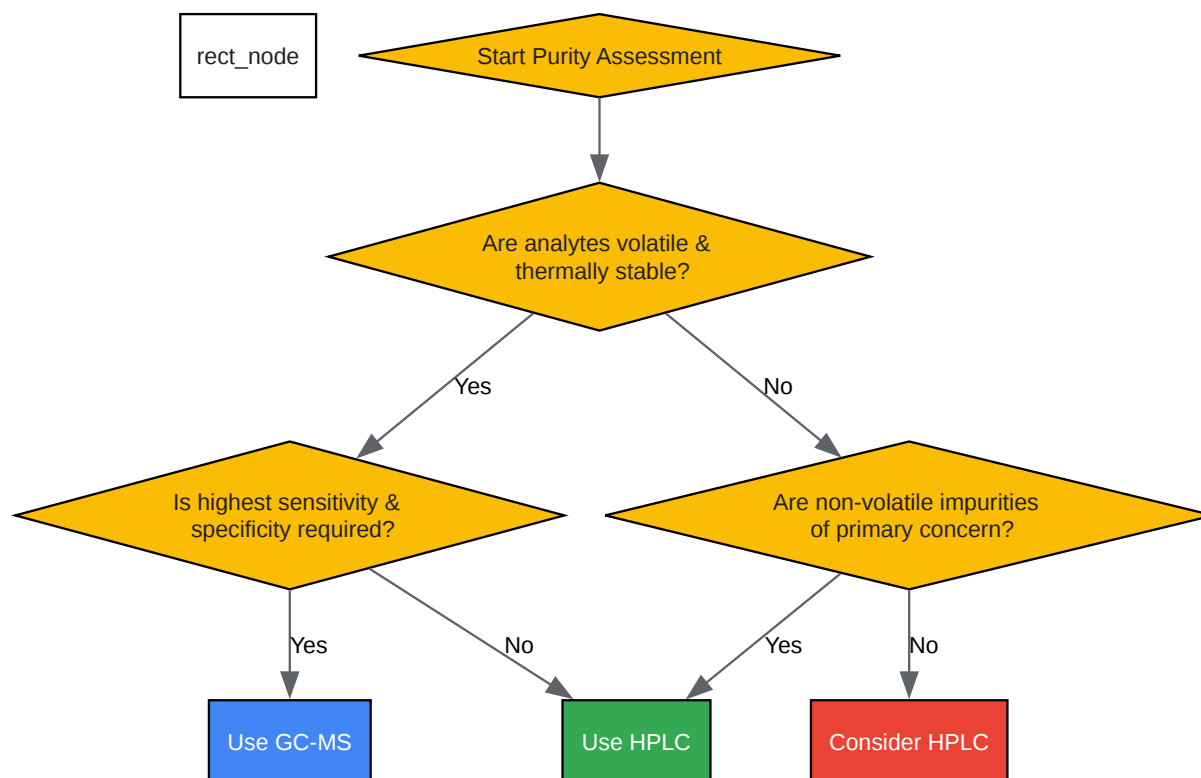 rect_node
Start Purity Assessment
Are analytes volatile &
thermally stable?
Yes
No
Is highest sensitivity &
specificity required?
Are non-volatile impurities
of primary concern?
Yes
No
Yes
No
Use GC-MS
Use HPLC
Consider HPLC